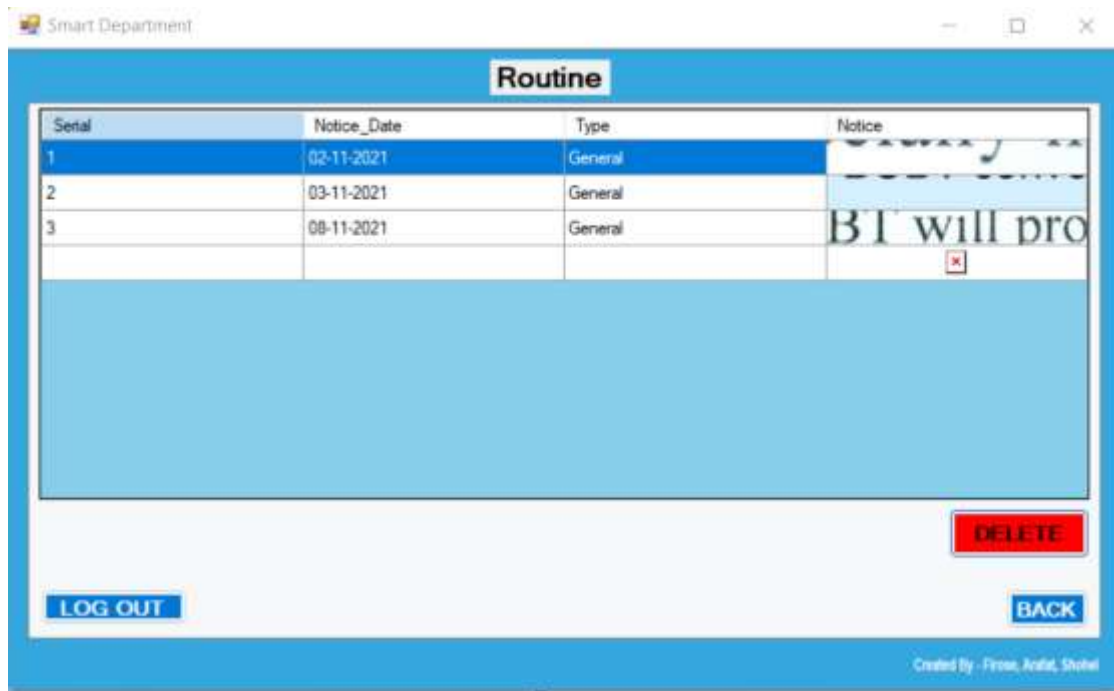 Smart Department
Routine
Serial Notice_Date Type Notice
1 02-11-2021 General
2 03-11-2021 General
3 08-11-2021 General BT will pro
DELETE
LOG OUT BACK
Created By - Firose, Arafat, Shohel